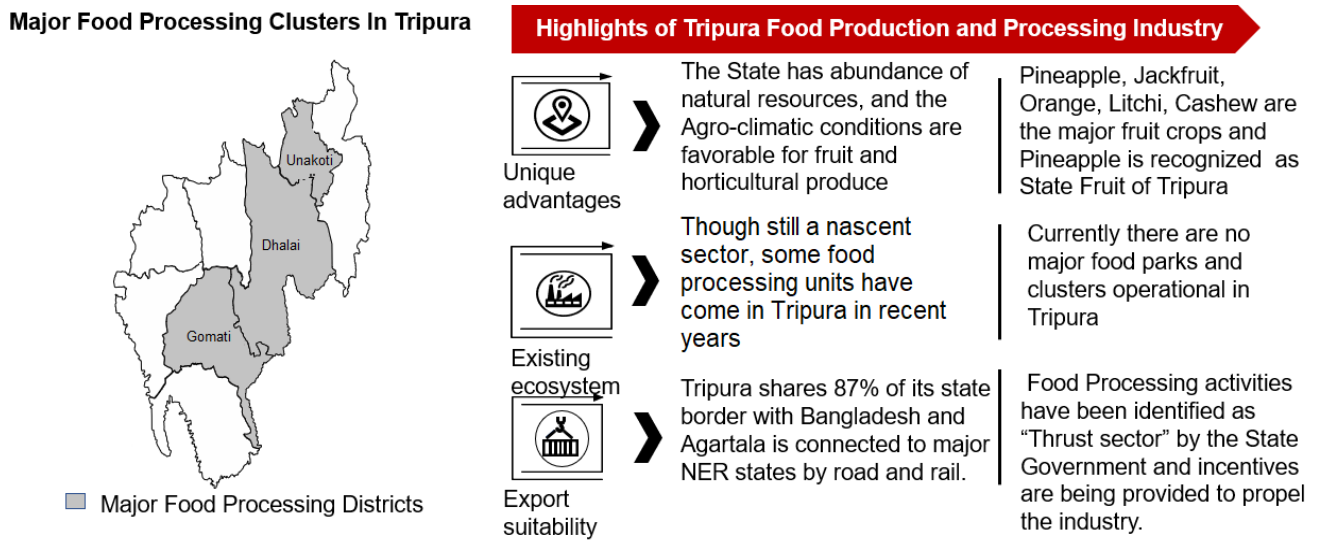 Major Food Processing Clusters In Tripura
Unakoti
Dhalai
Gomati
Major Food Processing Districts
Highlights of Tripura Food Production and Processing Industry
Unique
advantages
The State has abundance of
natural resources, and the
Agro-climatic conditions are
favorable for fruit and
horticultural produce
Pineapple, Jackfruit,
Orange, Litchi, Cashew are
the major fruit crops and
Pineapple is recognized as
State Fruit of Tripura
Existing
ecosystem
Though still a nascent
sector, some food
processing units have
come in Tripura in recent
years
Currently there are no
major food parks and
clusters operational in
Tripura
Export
suitability
Tripura shares 87% of its state
border with Bangladesh and
Agartala is connected to major
NER states by road and rail.
Food Processing activities
have been identified as
“Thrust sector” by the State
Government and incentives
are being provided to propel
the industry.